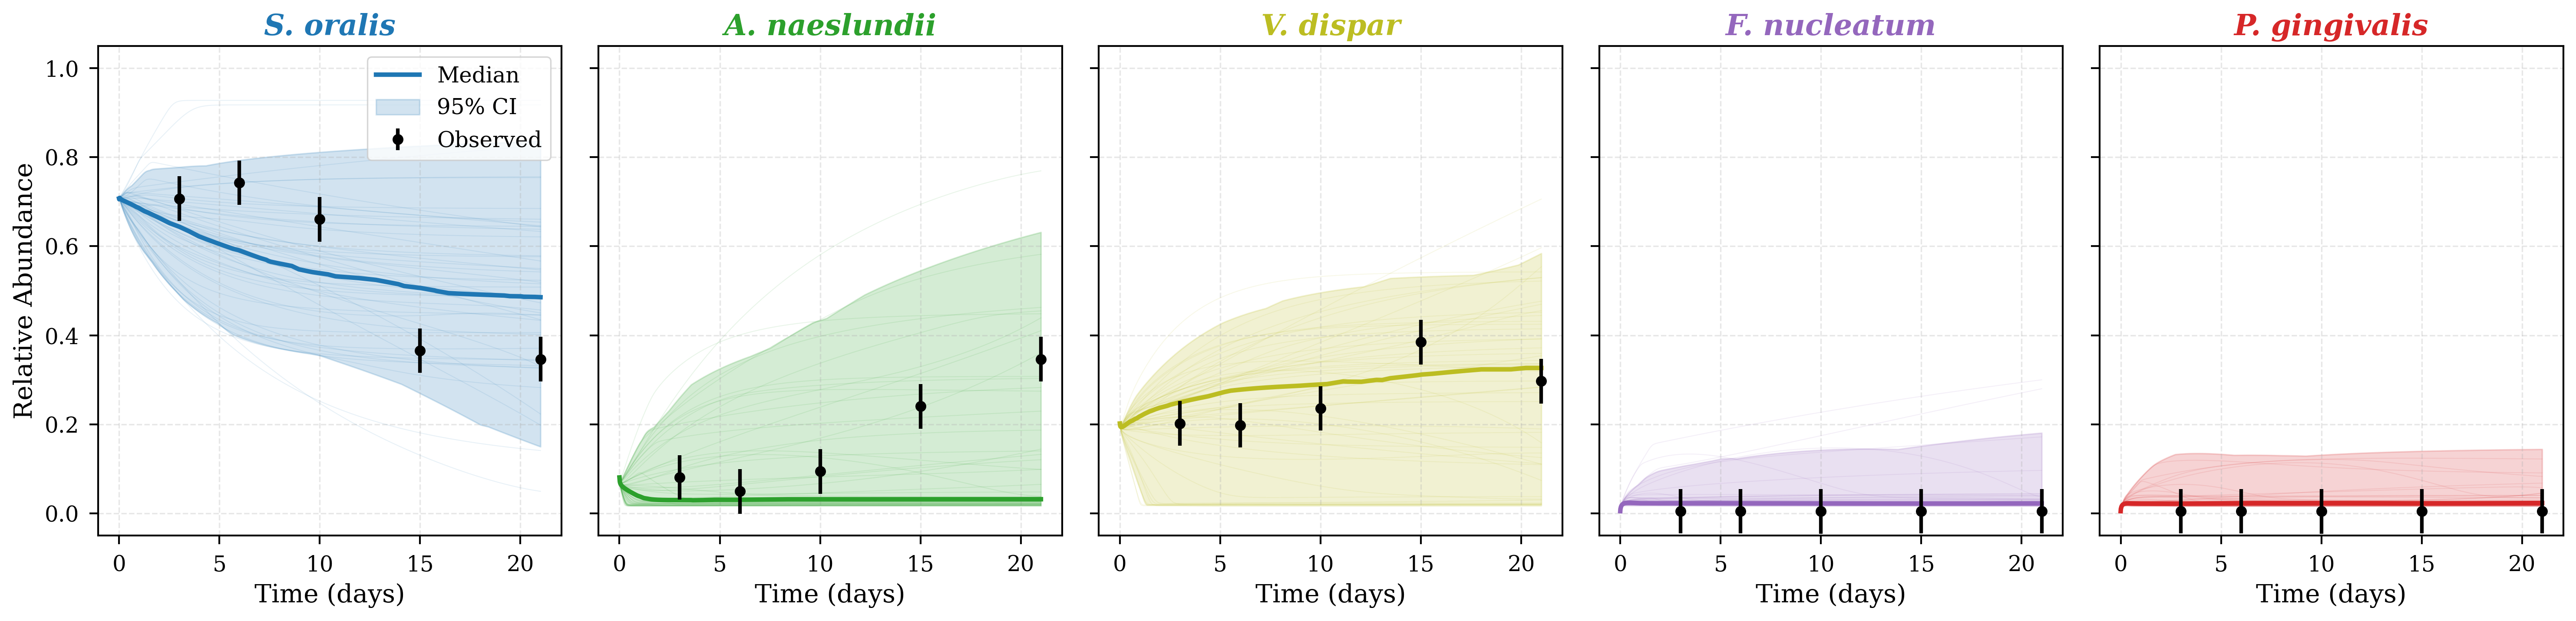 S. oralis
A. naeslundii
V. dispar
F. nucleatum
P. gingivalis
Relative Abundance
1.0
0.8
0.6
0.4
0.2
0.0
Median
95% CI
Observed
0 5 10 15 20
0 5 10 15 20
0 5 10 15 20
0 5 10 15 20
0 5 10 15 20
Time (days)
Time (days)
Time (days)
Time (days)
Time (days)